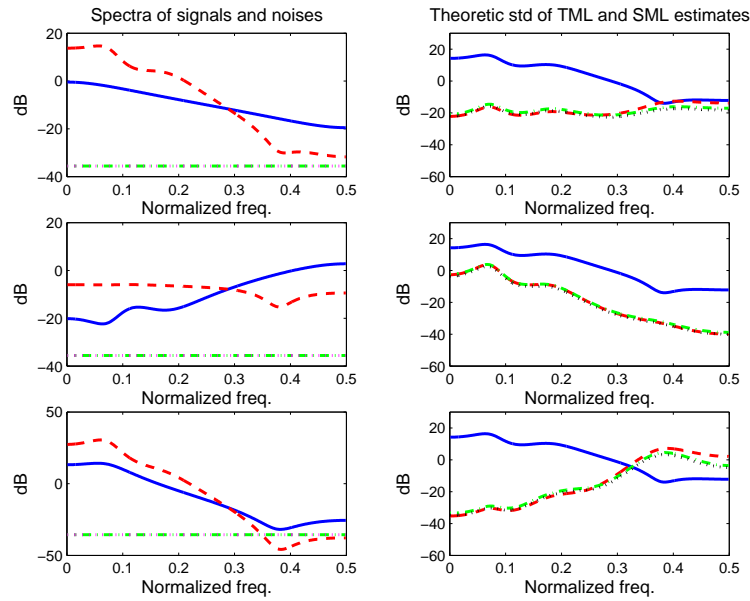 Spectra of signals and noises
Theoretic std of TML and SML estimates
20
0
−20
−40
dB
0 0.1 0.2 0.3 0.4 0.5
Normalized freq.
20
0
−20
−40
−60
dB
0 0.1 0.2 0.3 0.4 0.5
Normalized freq.
20
0
−20
−40
dB
0 0.1 0.2 0.3 0.4 0.5
Normalized freq.
20
0
−20
−40
−60
dB
0 0.1 0.2 0.3 0.4 0.5
Normalized freq.
50
0
−50
dB
0 0.1 0.2 0.3 0.4 0.5
Normalized freq.
20
0
−20
−40
−60
dB
0 0.1 0.2 0.3 0.4 0.5
Normalized freq.